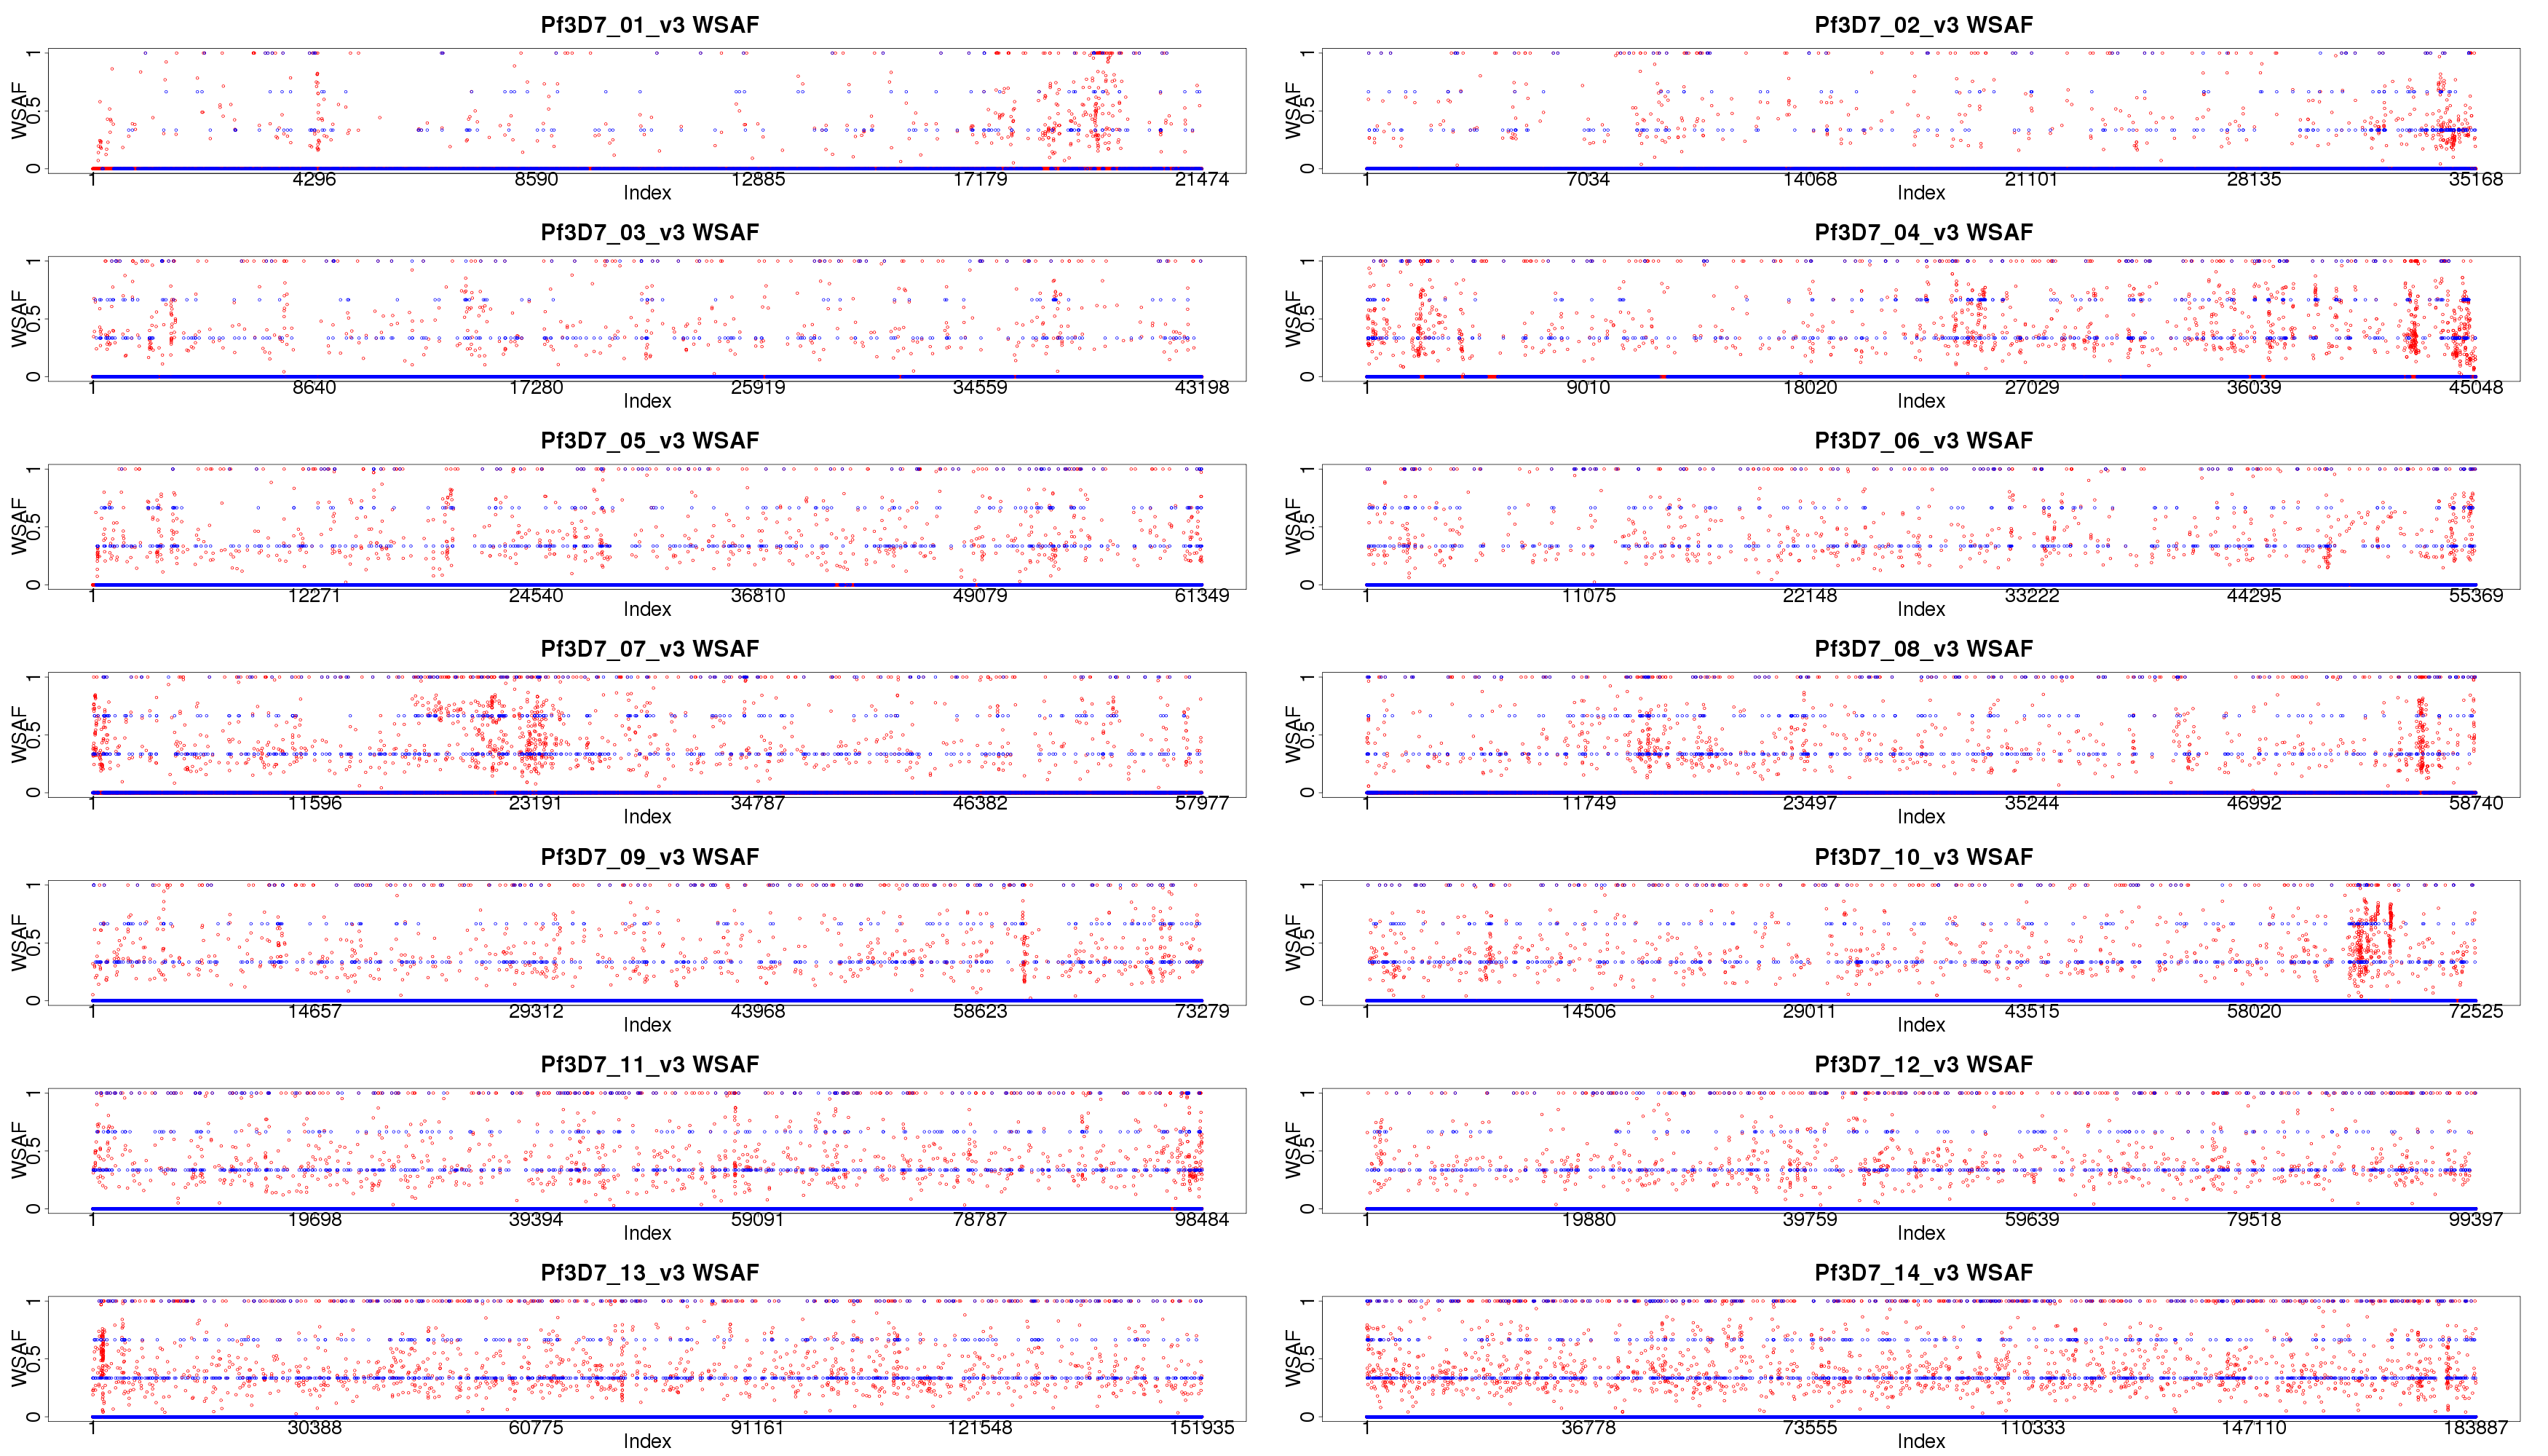 Pf3D7_01_v3 WSAF
WSAF
0 0.5 1
1 4296 8590 12885 17179 21474
Index
Pf3D7_02_v3 WSAF
WSAF
0 0.5 1
1 7034 14068 21101 28135 35168
Index
Pf3D7_03_v3 WSAF
WSAF
0 0.5 1
1 8640 17280 25919 34559 43198
Index
Pf3D7_04_v3 WSAF
WSAF
0 0.5 1
1 9010 18020 27029 36039 45048
Index
Pf3D7_05_v3 WSAF
WSAF
0 0.5 1
1 12271 24540 36810 49079 61349
Index
Pf3D7_06_v3 WSAF
WSAF
0 0.5 1
1 11075 22148 33222 44295 55369
Index
Pf3D7_07_v3 WSAF
WSAF
0 0.5 1
1 11596 23191 34787 46382 57977
Index
Pf3D7_08_v3 WSAF
WSAF
0 0.5 1
1 11749 23497 35244 46992 58740
Index
Pf3D7_09_v3 WSAF
WSAF
0 0.5 1
1 14657 29312 43968 58623 73279
Index
Pf3D7_10_v3 WSAF
WSAF
0 0.5 1
1 14506 29011 43515 58020 72525
Index
Pf3D7_11_v3 WSAF
WSAF
0 0.5 1
1 19698 39394 59091 78787 98484
Index
Pf3D7_12_v3 WSAF
WSAF
0 0.5 1
1 19880 39759 59639 79518 99397
Index
Pf3D7_13_v3 WSAF
WSAF
0 0.5 1
1 30388 60775 91161 121548 151935
Index
Pf3D7_14_v3 WSAF
WSAF
0 0.5 1
1 36778 73555 110333 147110 183887
Index